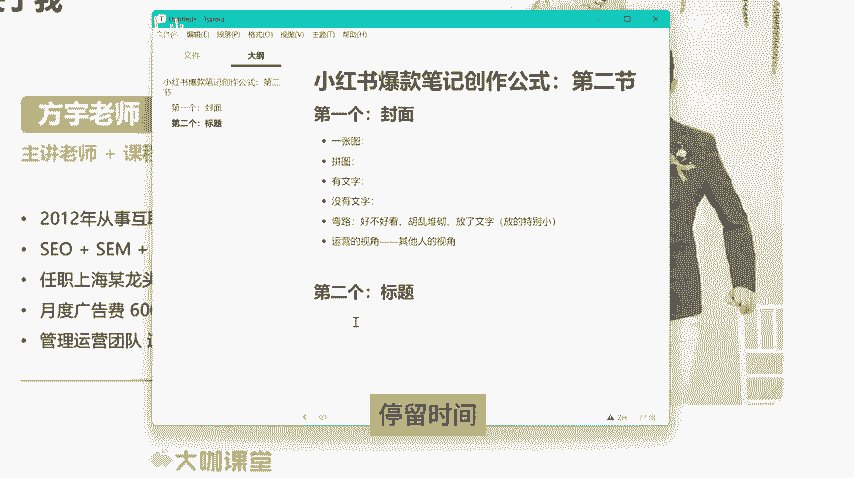 方宇老师
主讲老师 + 课程
• 2012年从事互联
• SEO + SEM +
• 任职上海某龙头
• 月度广告费 600
• 管理运营团队
编辑(E) 段落(P) 格式(O) 视图(V) 主题(T) 帮助(H)
文件 大纲
小红书爆款笔记创作公式：第二节
第一个：封面
第二个：标题
小红书爆款笔记创作公式：第二节
第一个：封面
• 一张图：
• 拼图：
• 有文字：
• 没有文字：
• 弯路：好不好看、胡乱堆砌、放了文字（放的特别小）
• 运营的视角——其他人的视角
第二个：标题
停留时间
大咖课堂